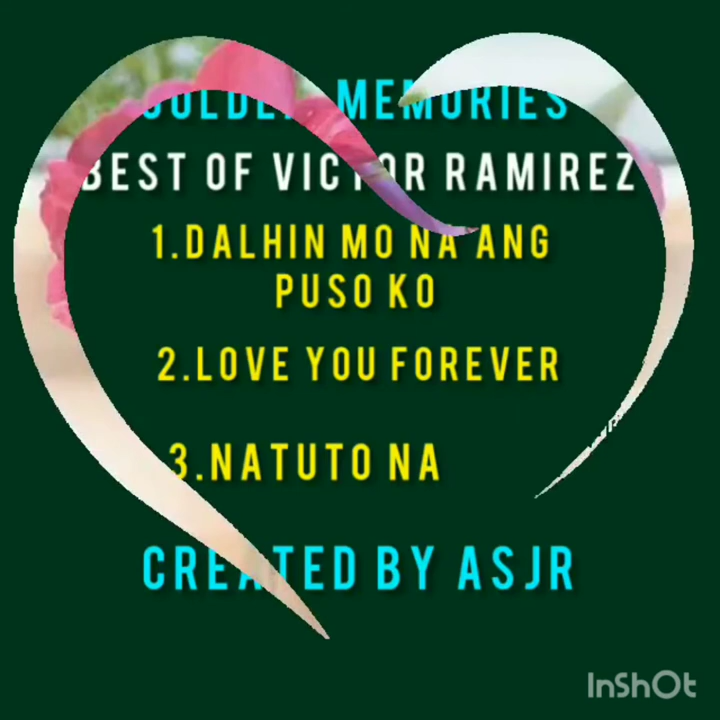 GOLDEN MEMORIES
BEST OF VICTOR RAMIREZ
1.DALHIN MO NA ANG
PUSO KO
2.LOVE YOU FOREVER
3.NATUTO NA
CREATED BY ASJR
InShOt